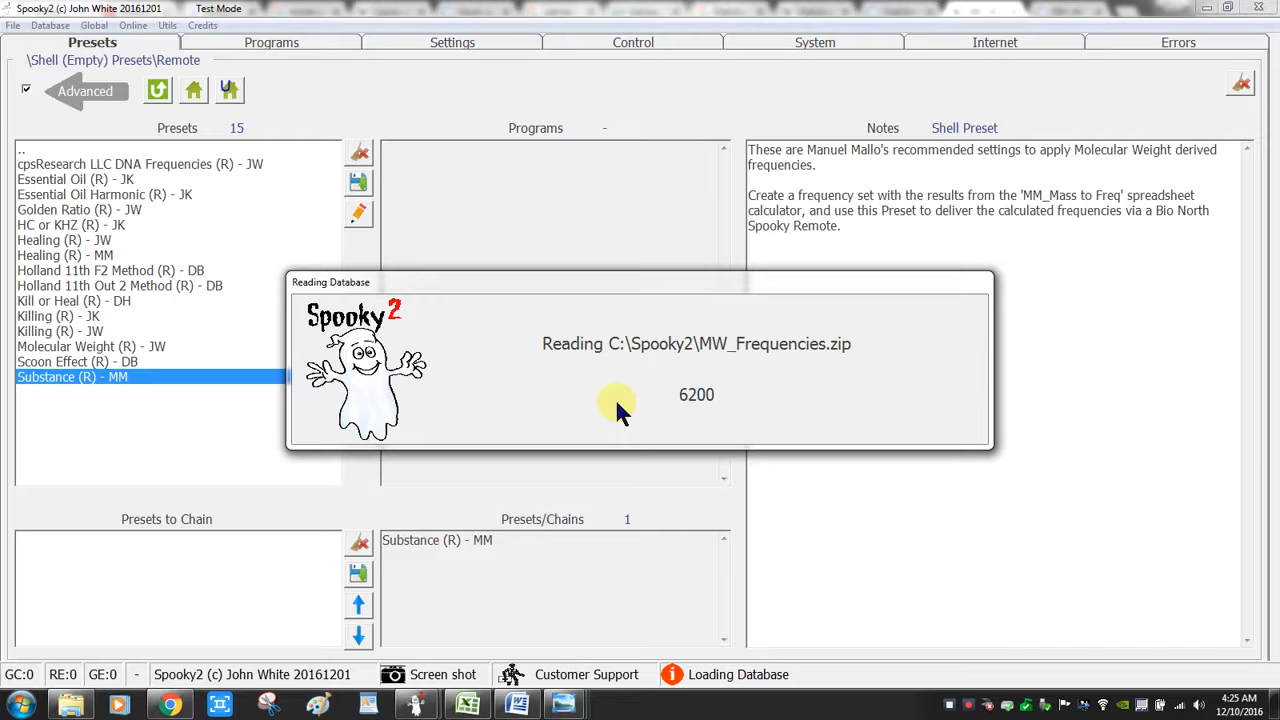 Spooky2 (c) John White 20161201 Test Mode
File Database Global Online Utils Credits
Presets Programs Settings Control System Internet Errors
\Shell (Empty) Presets\Remote
Advanced
Presets 15
Programs -
Notes Shell Preset
..
cpsResearch LLC DNA Frequencies (R) - JW
Essential Oil (R) - JK
Essential Oil Harmonic (R) - JK
Golden Ratio (R) - JW
HC or KHZ (R) - JK
Healing (R) - JW
Healing (R) - MM
Holland 11th F2 Method (R) - DB
Holland 11th Out 2 Method (R) - DB
Kill or Heal (R) - DH
Killing (R) - JK
Killing (R) - JW
Molecular Weight (R) - JW
Scoon Effect (R) - DB
Substance (R) - MM
These are Manuel Mallo's recommended settings to apply Molecular Weight derived
frequencies.
Create a frequency set with the results from the 'MM_Mass to Freq' spreadsheet
calculator, and use this Preset to deliver the calculated frequencies via a Bio North
Spooky Remote.
Reading Database
Spooky2
Reading C:\Spooky2\MW_Frequencies.zip
6200
Presets to Chain
Presets/Chains 1
Substance (R) - MM
GC:0 RE:0 GE:0 - Spooky2 (c) John White 20161201 Screen shot Customer Support Loading Database
4:25 AM
12/10/2016